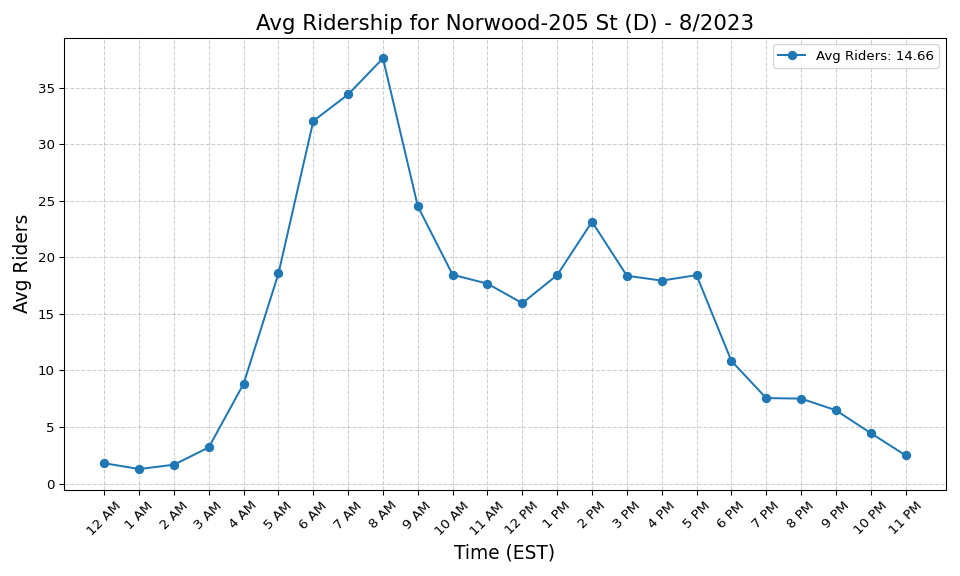 Avg Ridership for Norwood-205 St (D) - 8/2023
Avg Riders: 14.66
Avg Riders
35
30
25
20
15
10
5
0
12 AM
1 AM
2 AM
3 AM
4 AM
5 AM
6 AM
7 AM
8 AM
9 AM
10 AM
11 AM
12 PM
1 PM
2 PM
3 PM
4 PM
5 PM
6 PM
7 PM
8 PM
9 PM
10 PM
11 PM
Time (EST)